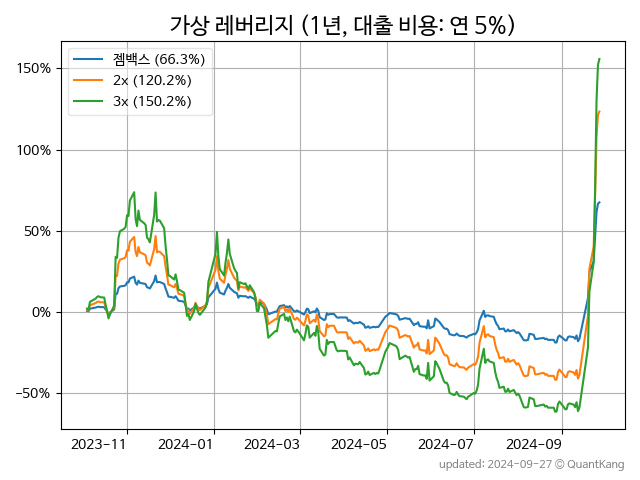 가상 레버리지 (1년, 대출 비용: 연 5%)
젬백스 (66.3%)
2x (120.2%)
3x (150.2%)
150%
100%
50%
0%
−50%
2023-11
2024-01
2024-03
2024-05
2024-07
2024-09
updated: 2024-09-27 © QuantKang